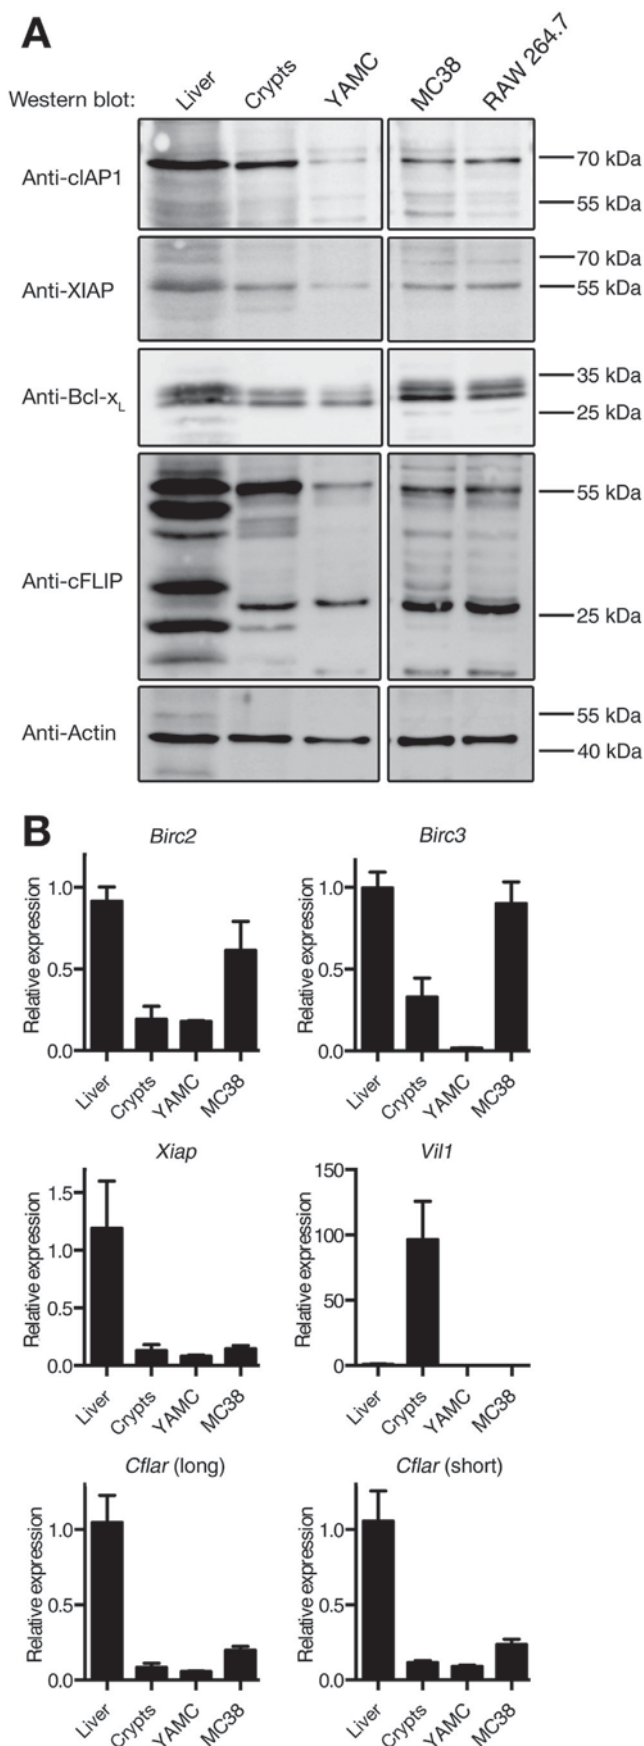 A
Western blot: Liver Crypts YAMC MC38 RAW 264.7
Anti-cIAP1 70 kDa
55 kDa
Anti-XIAP 70 kDa
55 kDa
Anti-Bcl-xL 35 kDa
25 kDa
Anti-cFLIP 55 kDa
25 kDa
Anti-Actin 55 kDa
40 kDa
B
Birc2
Relative expression
1.0
0.5
0.0
Liver Crypts YAMC MC38
Birc3
Relative expression
1.0
0.5
0.0
Liver Crypts YAMC MC38
Xiap
Relative expression
1.5
1.0
0.5
0.0
Liver Crypts YAMC MC38
Vil1
Relative expression
150
100
50
0
Liver Crypts YAMC MC38
Cflar (long)
Relative expression
1.0
0.5
0.0
Liver Crypts YAMC MC38
Cflar (short)
Relative expression
1.0
0.5
0.0
Liver Crypts YAMC MC38